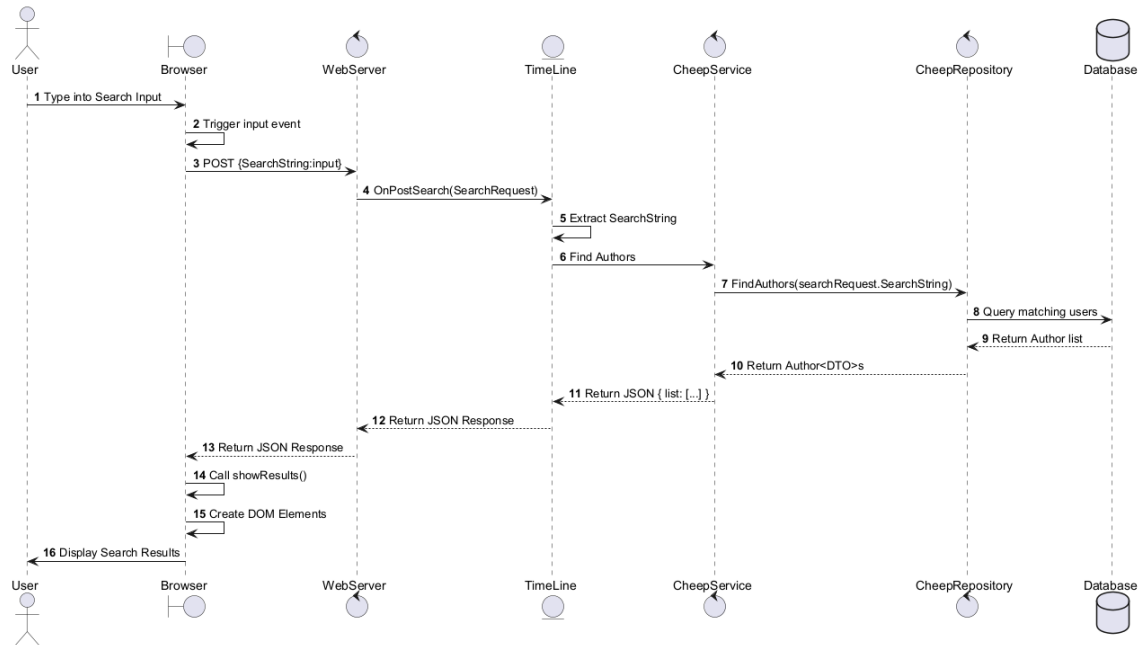 User Browser WebServer TimeLine CheepService CheepRepository Database
1 Type into Search Input
2 Trigger input event
3 POST {SearchString:input}
4 OnPostSearch(SearchRequest)
5 Extract SearchString
6 Find Authors
7 FindAuthors(searchRequest.SearchString)
8 Query matching users
9 Return Author list
10 Return Author<DTO>s
11 Return JSON { list: [...] }
12 Return JSON Response
13 Return JSON Response
14 Call showResults()
15 Create DOM Elements
16 Display Search Results
User Browser WebServer TimeLine CheepService CheepRepository Database